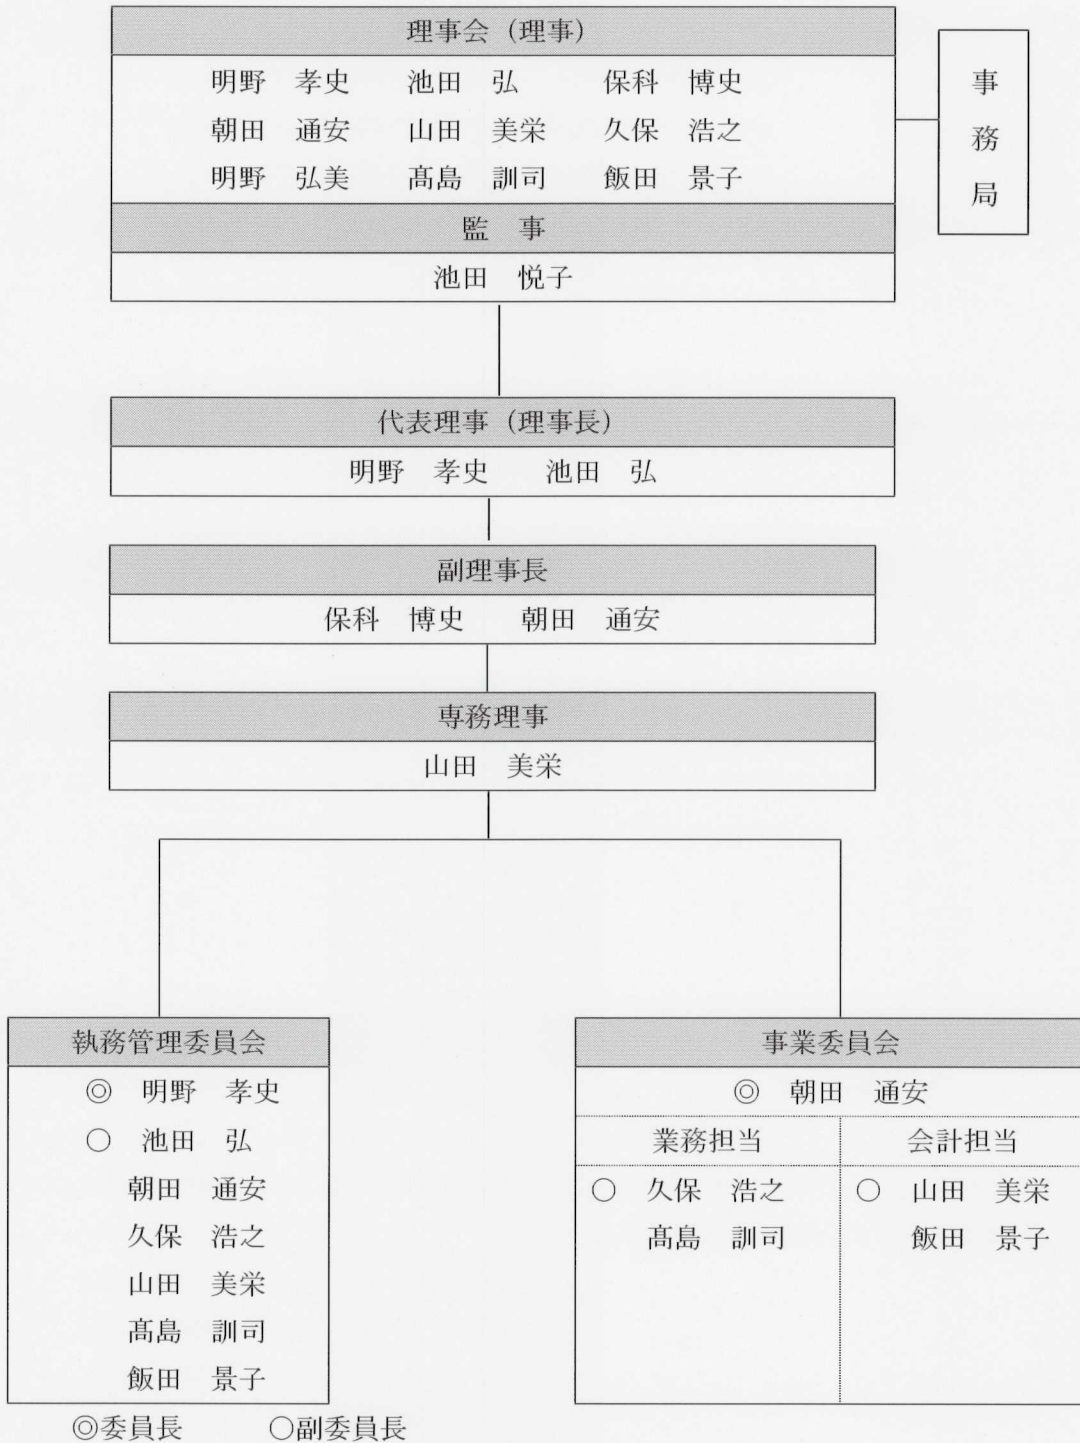 理事会（理事）
明野　孝史　　池田　弘　　　保科　博史
朝田　通安　　山田　美栄　　久保　浩之
明野　弘美　　髙島　訓司　　飯田　景子
事務局
監　事
池田　悦子
代表理事（理事長）
明野　孝史　　池田　弘
副理事長
保科　博史　　朝田　通安
専務理事
山田　美栄
執務管理委員会
◎　明野　孝史
○　池田　弘
朝田　通安
久保　浩之
山田　美栄
髙島　訓司
飯田　景子
事業委員会
◎　朝田　通安
業務担当
○　久保　浩之
髙島　訓司
会計担当
○　山田　美栄
飯田　景子
◎委員長　　　○副委員長